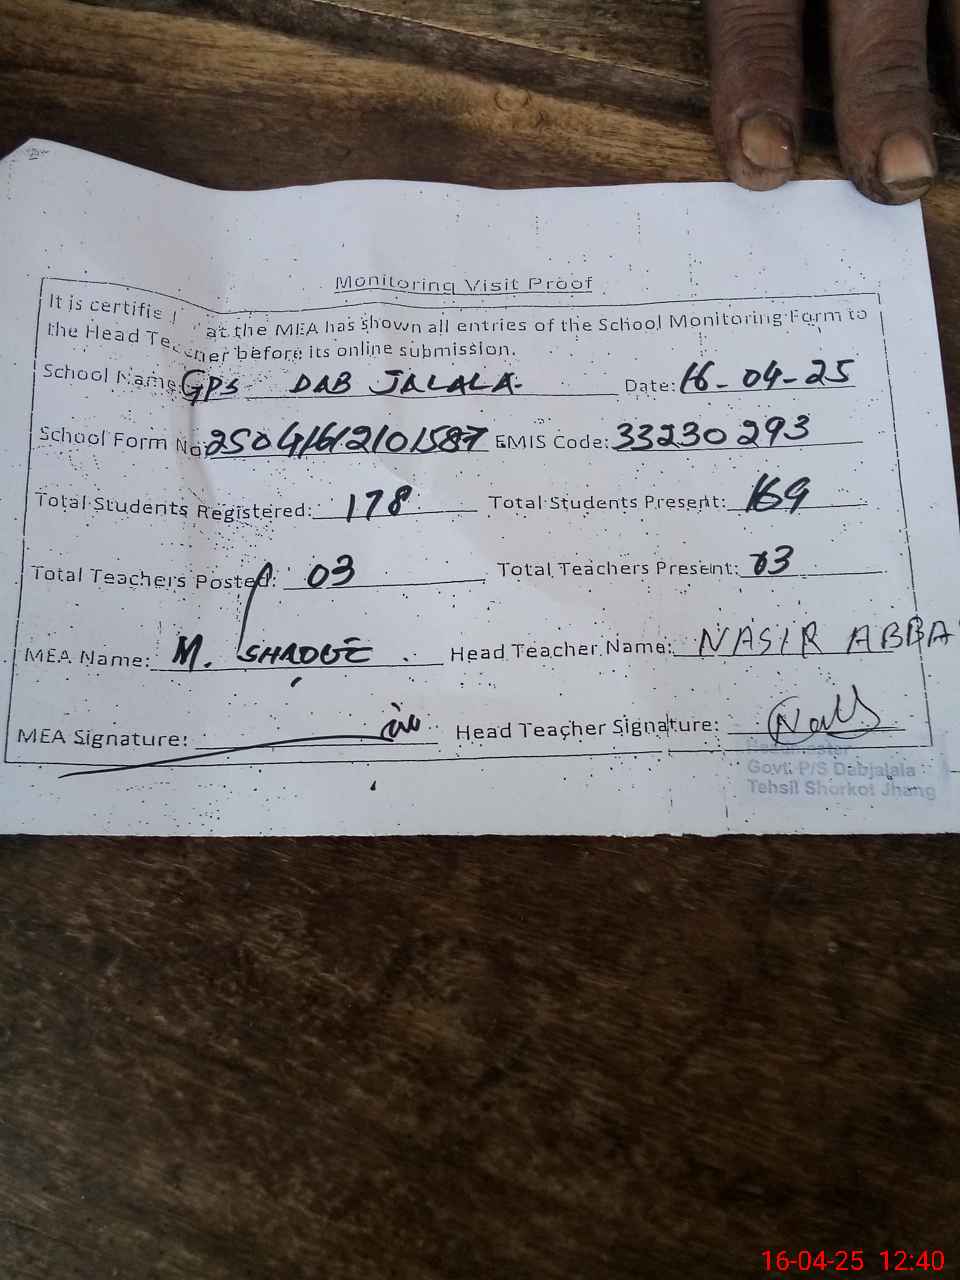 Monitoring Visit Proof
It is certifie at the MEA has shown all entries of the School Monitoring Form to
the Head Teacher before its online submission.
School Name: GPS DAB JALALA. Date: 16-04-25
School Form No: EMIS Code: 33230293
Total Students Registered: 178 Total Students Present: 169
Total Teachers Posted: 03 Total Teachers Present: 03
MEA Name: M. Head Teacher Name: NASIR ABBA
MEA Signature: Head Teacher Signature:
Headmaster
Govt. P/S Dabjalala
Tehsil Shorkot Jhang
16-04-25 12:40